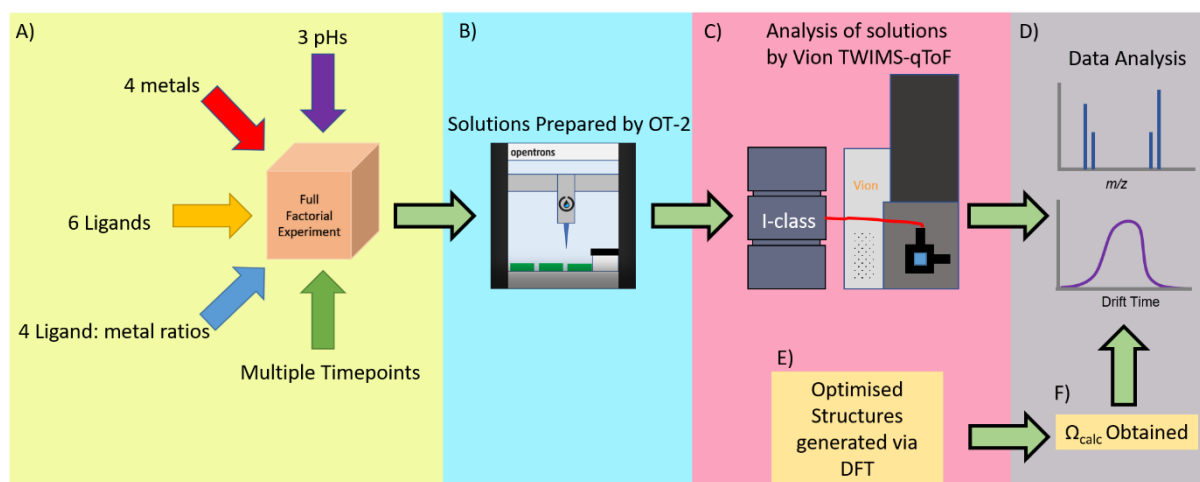 A)
3 pHs
4 metals
6 Ligands
Full
Factorial
Experiment
4 Ligand: metal ratios
Multiple Timepoints
B)
Solutions Prepared by OT-2
opentrons
C)
Analysis of solutions
by Vion TWIMS-qToF
I-class
Vion
D)
Data Analysis
m/z
Drift Time
E)
Optimised
Structures
generated via
DFT
F)
Ωcalc Obtained